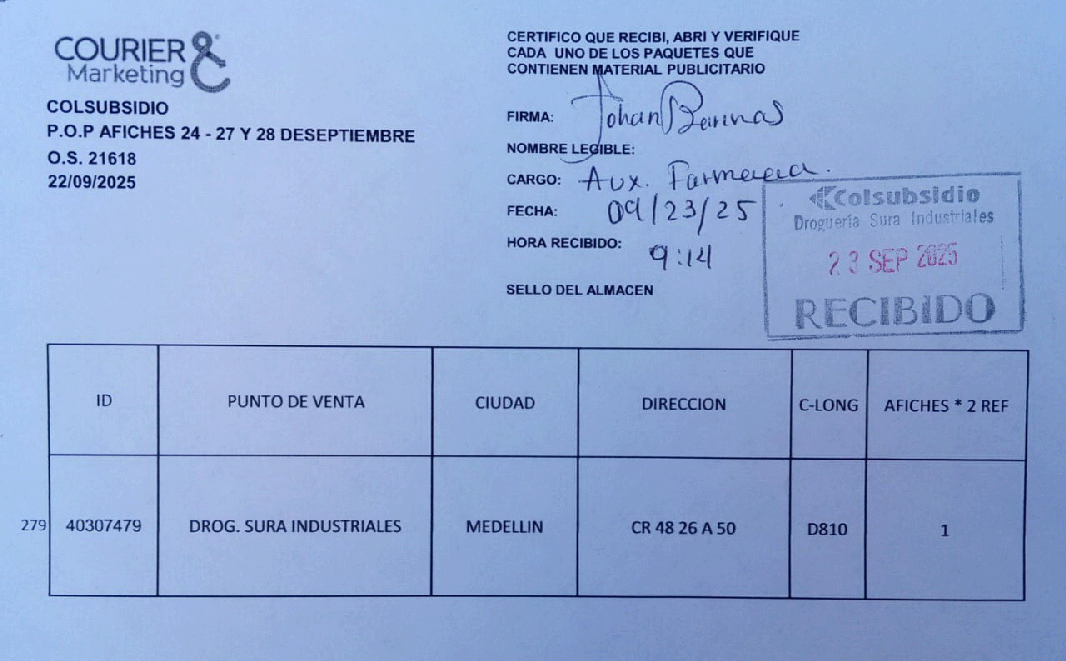 COURIER &
Marketing
COLSUBSIDIO
P.O.P AFICHES 24 - 27 Y 28 DESEPTIEMBRE
O.S. 21618
22/09/2025
CERTIFICO QUE RECIBI, ABRI Y VERIFIQUE
CADA UNO DE LOS PAQUETES QUE
CONTIENEN MATERIAL PUBLICITARIO
FIRMA: Johan Barinas
NOMBRE LEGIBLE:
CARGO: Aux. Farmacia.
FECHA: 09/23/25
HORA RECIBIDO: 9:14
SELLO DEL ALMACEN
Colsubsidio
Droguería Sura Industriales
23 SEP 2025
RECIBIDO
ID PUNTO DE VENTA CIUDAD DIRECCION C-LONG AFICHES * 2 REF
279 40307479 DROG. SURA INDUSTRIALES MEDELLIN CR 48 26 A 50 D810 1